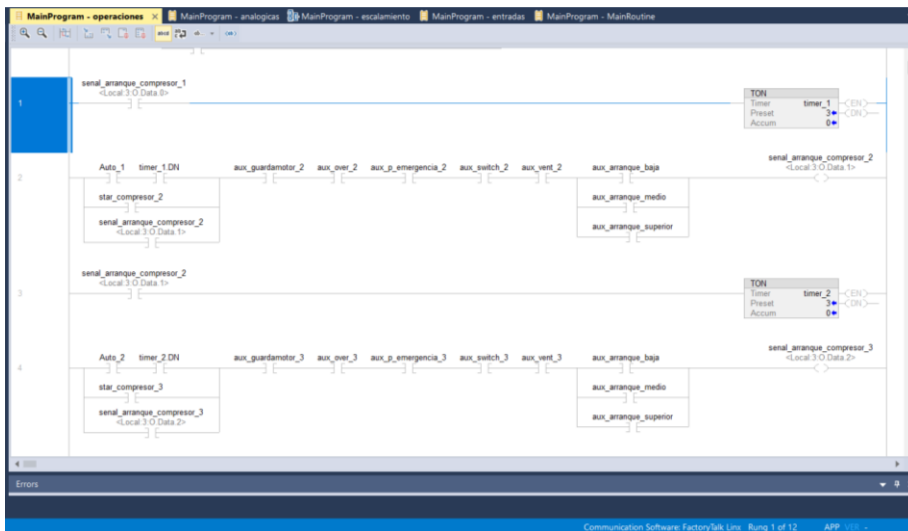 MainProgram - operaciones × MainProgram - analogicas MainProgram - escalamiento MainProgram - entradas MainProgram - MainRoutine
1
senal_arranque_compresor_1
<Local:3:O.Data.0>
TON
Timer timer_1
Preset 3
Accum 0
EN
DN
2
Auto_1 timer_1.DN aux_guardamotor_2 aux_over_2 aux_p_emergencia_2 aux_switch_2 aux_vent_2 aux_arranque_baja
senal_arranque_compresor_2
<Local:3:O.Data.1>
star_compresor_2
aux_arranque_medio
senal_arranque_compresor_2
<Local:3:O.Data.1>
aux_arranque_superior
3
senal_arranque_compresor_2
<Local:3:O.Data.1>
TON
Timer timer_2
Preset 3
Accum 0
EN
DN
4
Auto_2 timer_2.DN aux_guardamotor_3 aux_over_3 aux_p_emergencia_3 aux_switch_3 aux_vent_3 aux_arranque_baja
senal_arranque_compresor_3
<Local:3:O.Data.2>
star_compresor_3
aux_arranque_medio
senal_arranque_compresor_3
<Local:3:O.Data.2>
aux_arranque_superior
Errors
Communication Software: FactoryTalk Linx Rung 1 of 12 APP VER